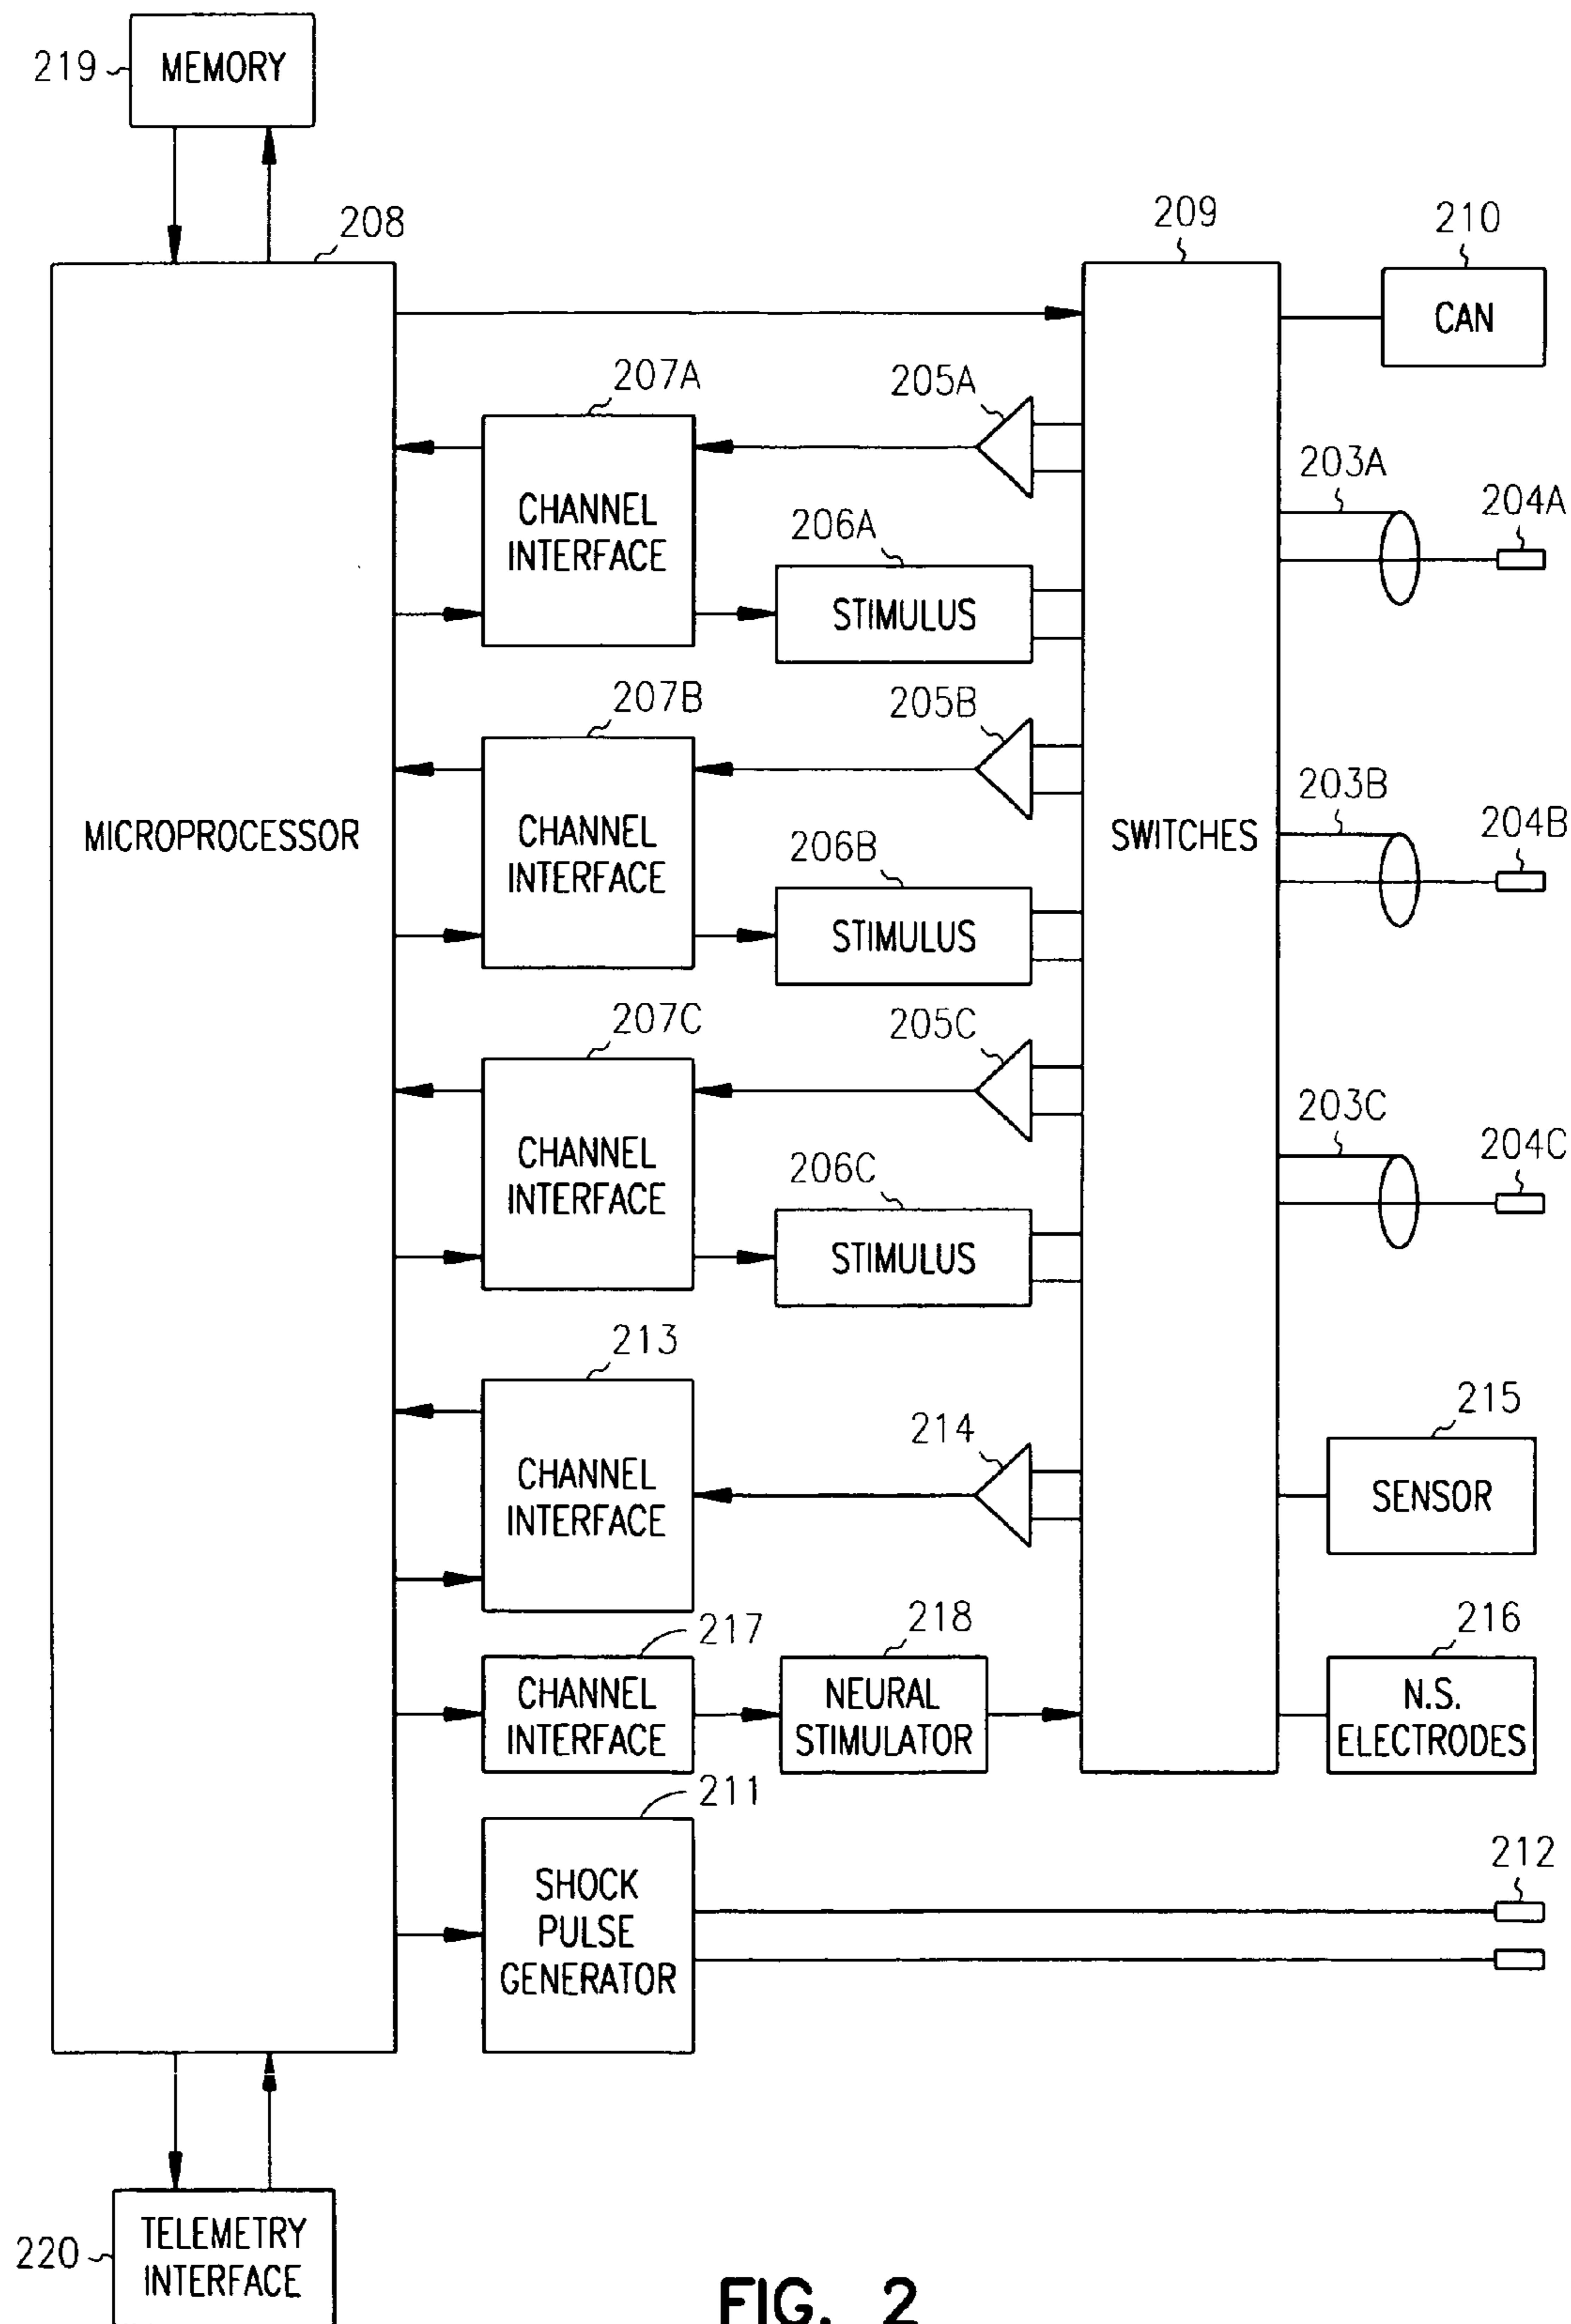 219
MEMORY
208
209
210
CAN
207A
205A
CHANNEL
INTERFACE
206A
STIMULUS
203A
204A
207B
205B
MICROPROCESSOR
CHANNEL
INTERFACE
206B
STIMULUS
SWITCHES
203B
204B
207C
205C
CHANNEL
INTERFACE
206C
STIMULUS
203C
204C
213
CHANNEL
INTERFACE
214
215
SENSOR
217
CHANNEL
INTERFACE
218
NEURAL
STIMULATOR
216
N.S.
ELECTRODES
211
SHOCK
PULSE
GENERATOR
212
220
TELEMETRY
INTERFACE
FIG. 2